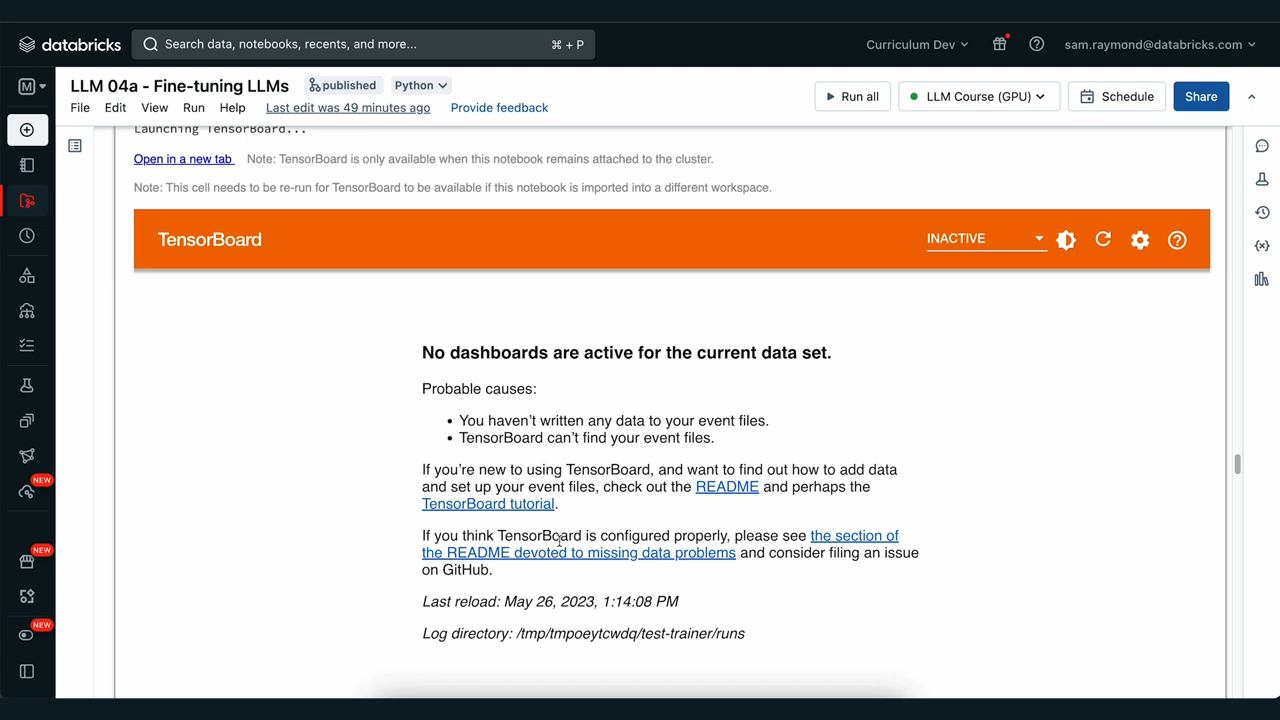 databricks
Search data, notebooks, recents, and more...
⌘ + P
Curriculum Dev
sam.raymond@databricks.com
M
LLM 04a - Fine-tuning LLMs
published
Python
File Edit View Run Help Last edit was 49 minutes ago Provide feedback
Run all
LLM Course (GPU)
Schedule
Share
Launching TensorBoard...
Open in a new tab Note: TensorBoard is only available when this notebook remains attached to the cluster.
Note: This cell needs to be re-run for TensorBoard to be available if this notebook is imported into a different workspace.
TensorBoard
INACTIVE
No dashboards are active for the current data set.
Probable causes:
• You haven't written any data to your event files.
• TensorBoard can't find your event files.
If you're new to using TensorBoard, and want to find out how to add data
and set up your event files, check out the README and perhaps the
TensorBoard tutorial.
If you think TensorBoard is configured properly, please see the section of
the README devoted to missing data problems and consider filing an issue
on GitHub.
Last reload: May 26, 2023, 1:14:08 PM
Log directory: /tmp/tmpoeytcwdq/test-trainer/runs
NEW
NEW
NEW